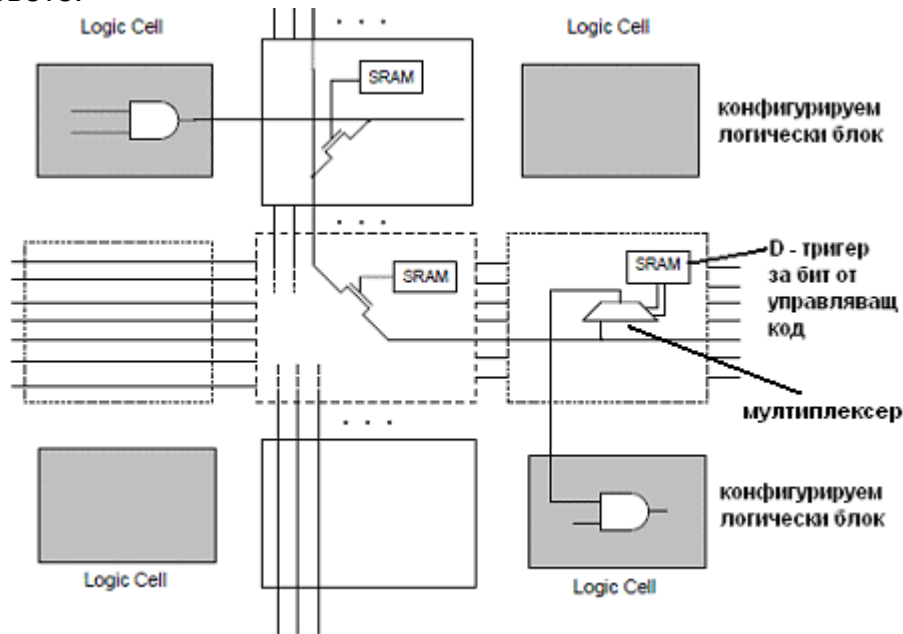 Logic Cell
Logic Cell
SRAM
конфигурируем
логически блок
SRAM
SRAM
D - тригер
за бит от
управляващ
код
мултиплексер
конфигурируем
логически блок
Logic Cell
Logic Cell